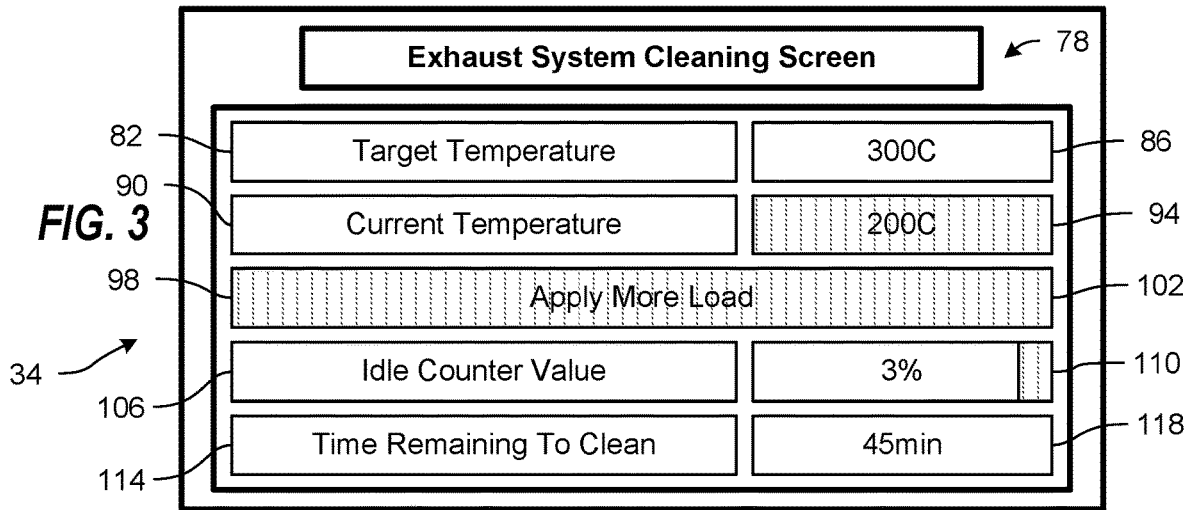 Exhaust System Cleaning Screen
78
82
Target Temperature
300C
86
90
FIG. 3
Current Temperature
200C
94
98
Apply More Load
102
34
Idle Counter Value
3%
110
106
Time Remaining To Clean
45min
118
114